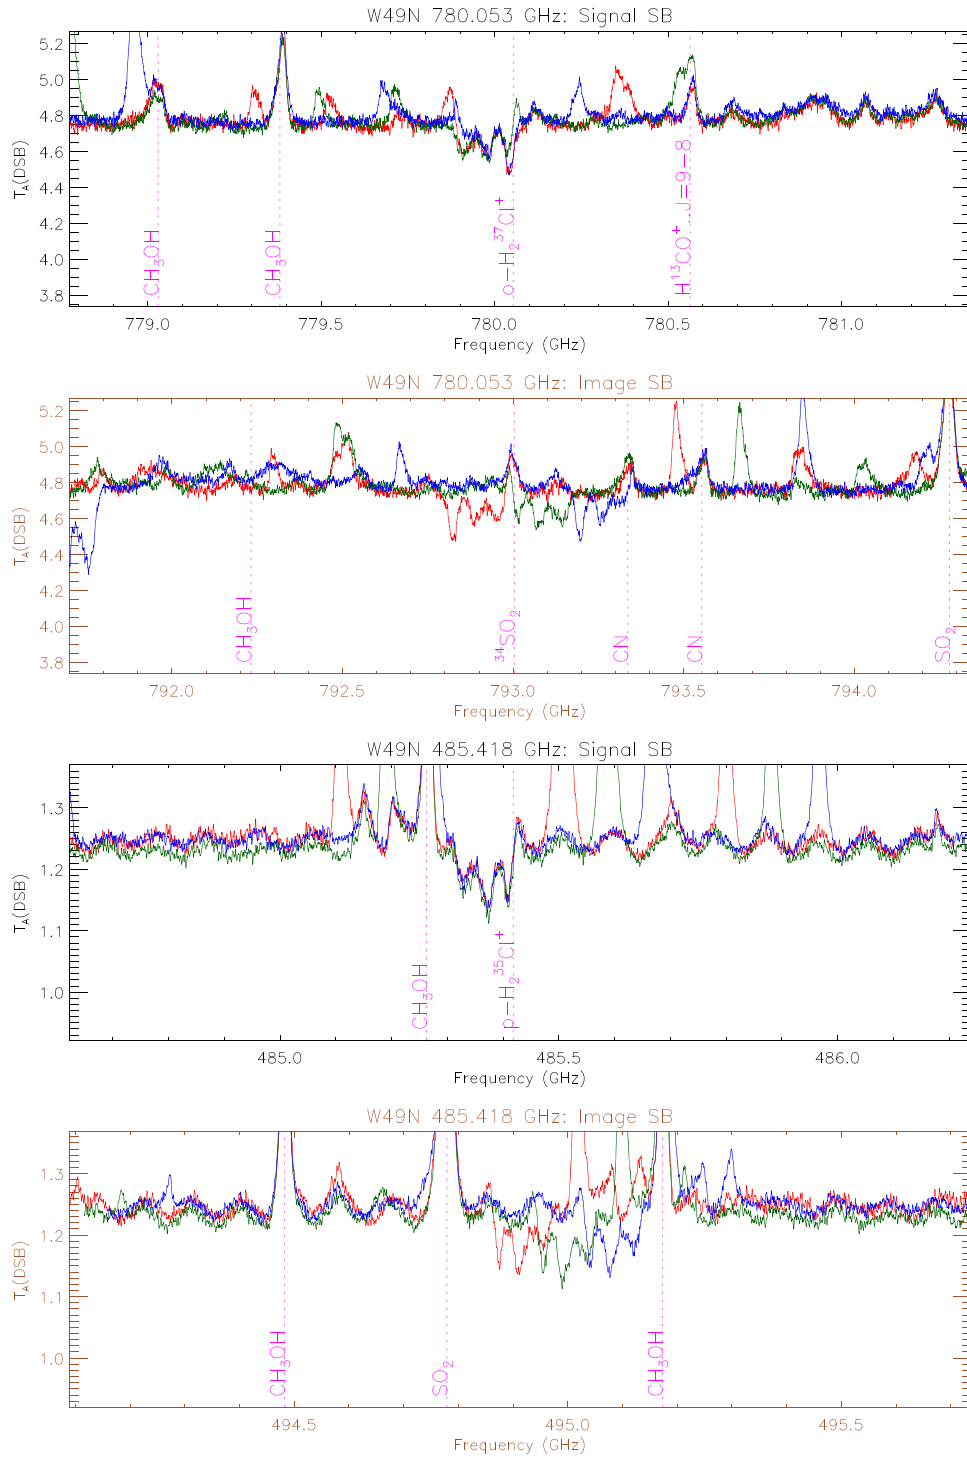 W49N 780.053 GHz: Signal SB
T_A(DSB)
5.2
5.0
4.8
4.6
4.4
4.2
4.0
3.8
CH₃OH
CH₃OH
o−H₂³⁷Cl⁺
H¹³CO⁺..J=9−8
779.0 779.5 780.0 780.5 781.0
Frequency (GHz)
W49N 780.053 GHz: Image SB
T_A(DSB)
5.2
5.0
4.8
4.6
4.4
4.2
4.0
3.8
CH₃OH
³⁴SO₂
CN
CN
SO₂
792.0 792.5 793.0 793.5 794.0
Frequency (GHz)
W49N 485.418 GHz: Signal SB
T_A(DSB)
1.3
1.2
1.1
1.0
CH₃OH
p−H₂³⁵Cl⁺
485.0 485.5 486.0
Frequency (GHz)
W49N 485.418 GHz: Image SB
T_A(DSB)
1.3
1.2
1.1
1.0
CH₃OH
SO₂
CH₃OH
494.5 495.0 495.5
Frequency (GHz)